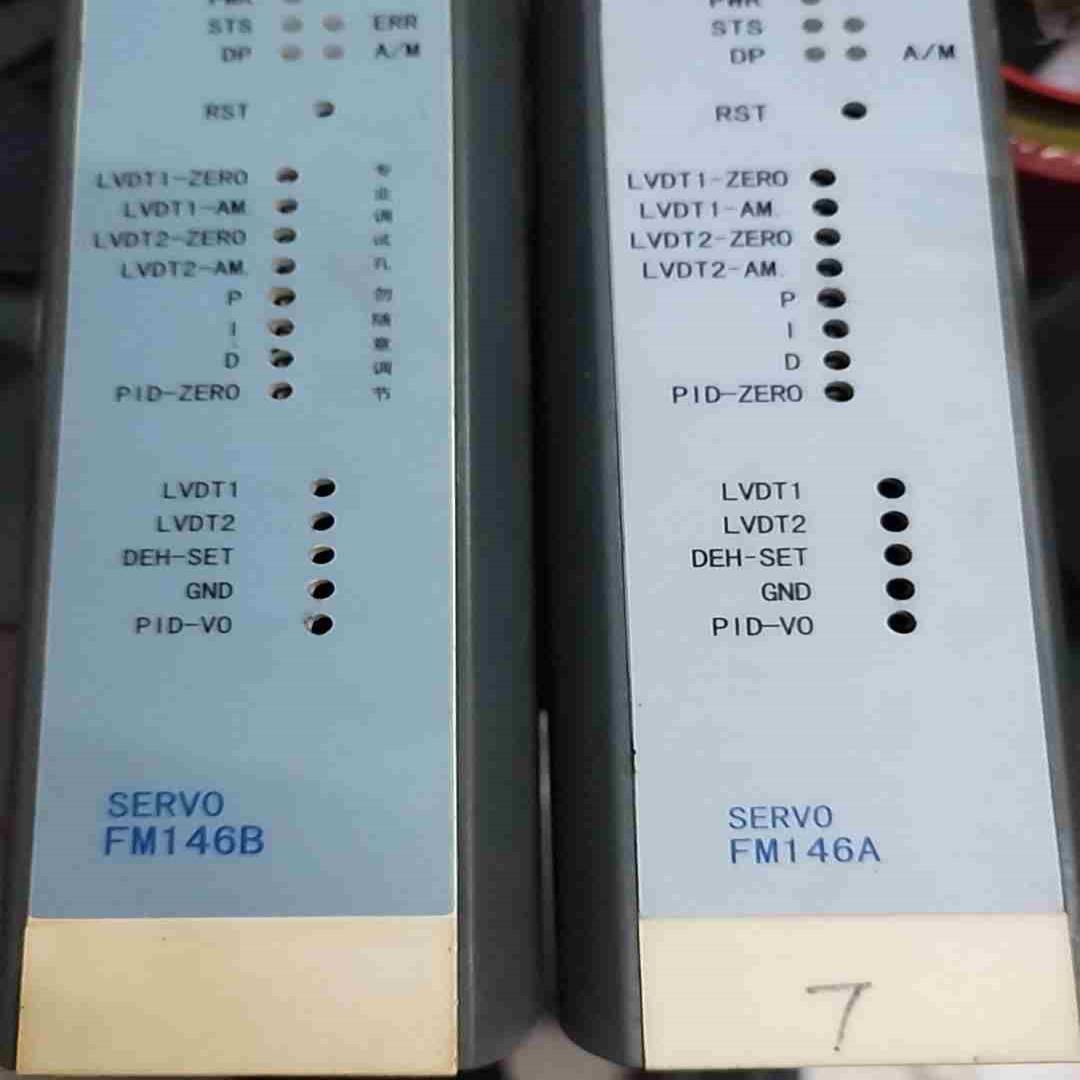 PWR
STS ERR
DP A/M
RST
LVDT1-ZERO
LVDT1-AM.
LVDT2-ZERO
LVDT2-AM.
P
I
D
PID-ZERO
专业调试孔勿随意调节
LVDT1
LVDT2
DEH-SET
GND
PID-VO
SERVO
FM146B
PWR
STS
DP A/M
RST
LVDT1-ZERO
LVDT1-AM.
LVDT2-ZERO
LVDT2-AM.
P
I
D
PID-ZERO
LVDT1
LVDT2
DEH-SET
GND
PID-VO
SERVO
FM146A
7